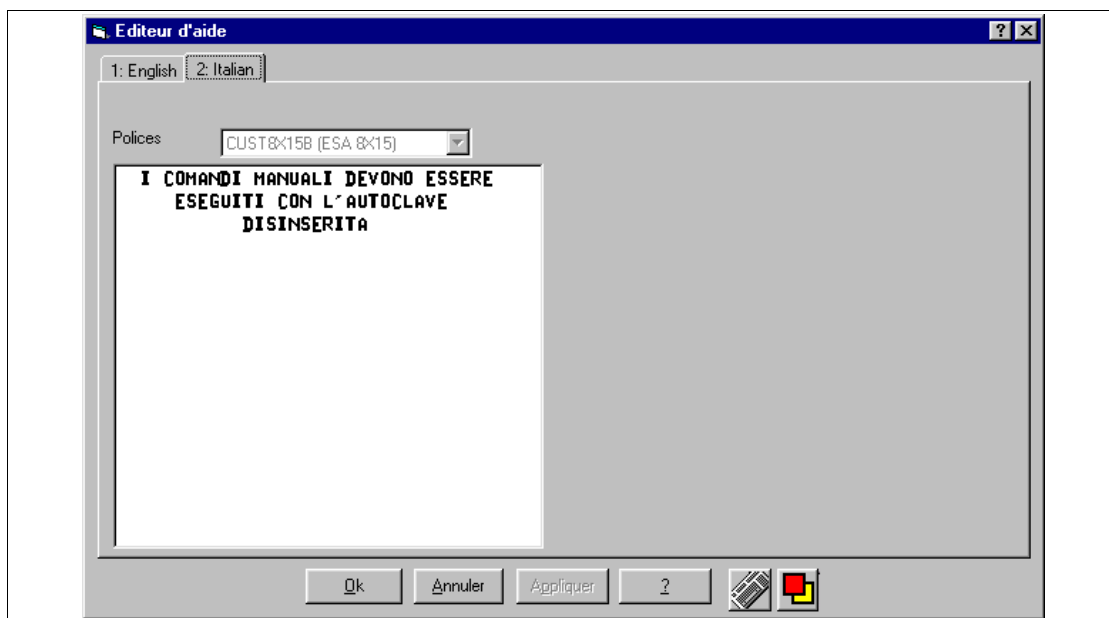 Editeur d'aide
1: English 2: Italian
Polices CUST8X15B (ESA 8X15)
I COMANDI MANUALI DEVONO ESSERE
ESEGUITI CON L'AUTOCLAVE
DISINSERITA
Ok Annuler Appliquer ?